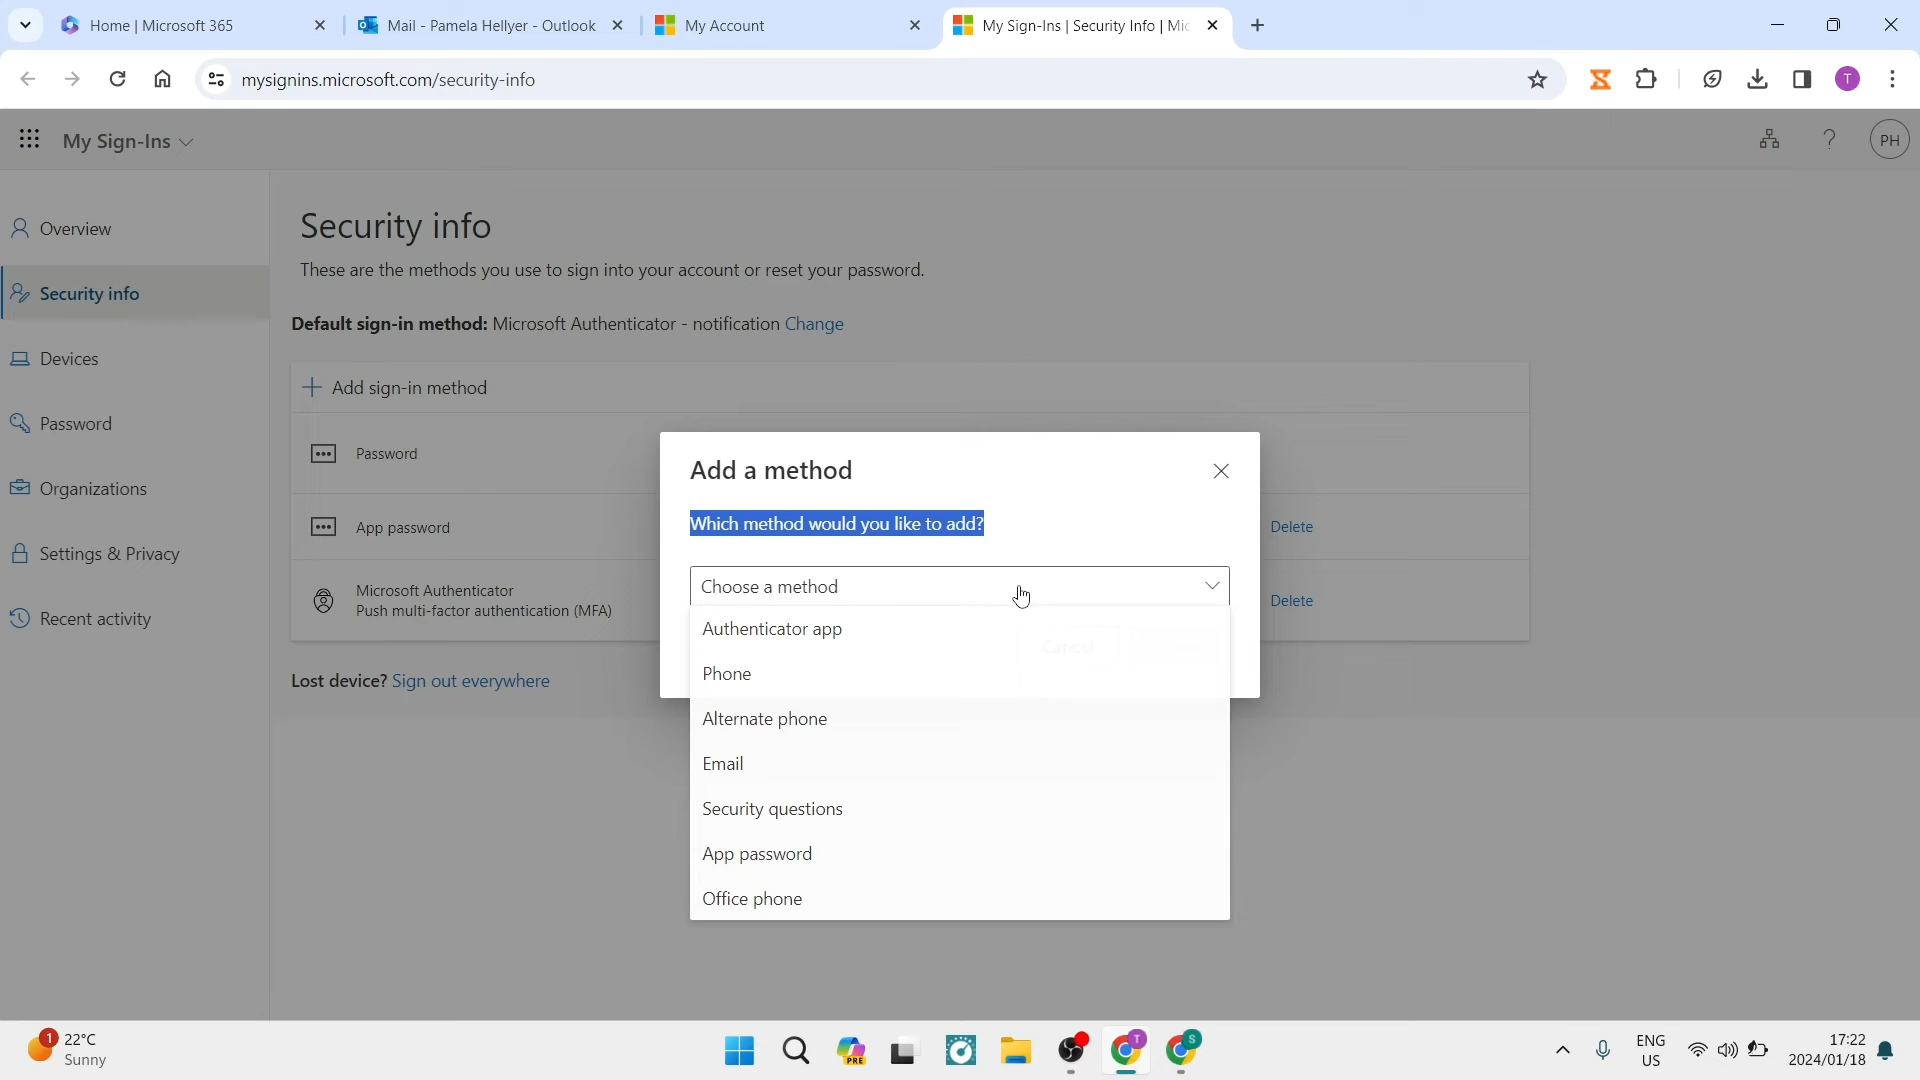 Home | Microsoft 365
Mail - Pamela Hellyer - Outlook
My Account
My Sign-Ins | Security Info | Mic
mysignins.microsoft.com/security-info
T
My Sign-Ins
?
PH
Overview
Security info
Devices
Password
Organizations
Settings & Privacy
Recent activity
Security info
These are the methods you use to sign into your account or reset your password.
Default sign-in method: Microsoft Authenticator - notification Change
Add sign-in method
Password
App password
Delete
Microsoft Authenticator
Push multi-factor authentication (MFA)
Delete
Lost device? Sign out everywhere
Add a method
Which method would you like to add?
Choose a method
Cancel
Authenticator app
Phone
Alternate phone
Email
Security questions
App password
Office phone
1
22°C
Sunny
PRE
T
S
ENG
US
17:22
2024/01/18